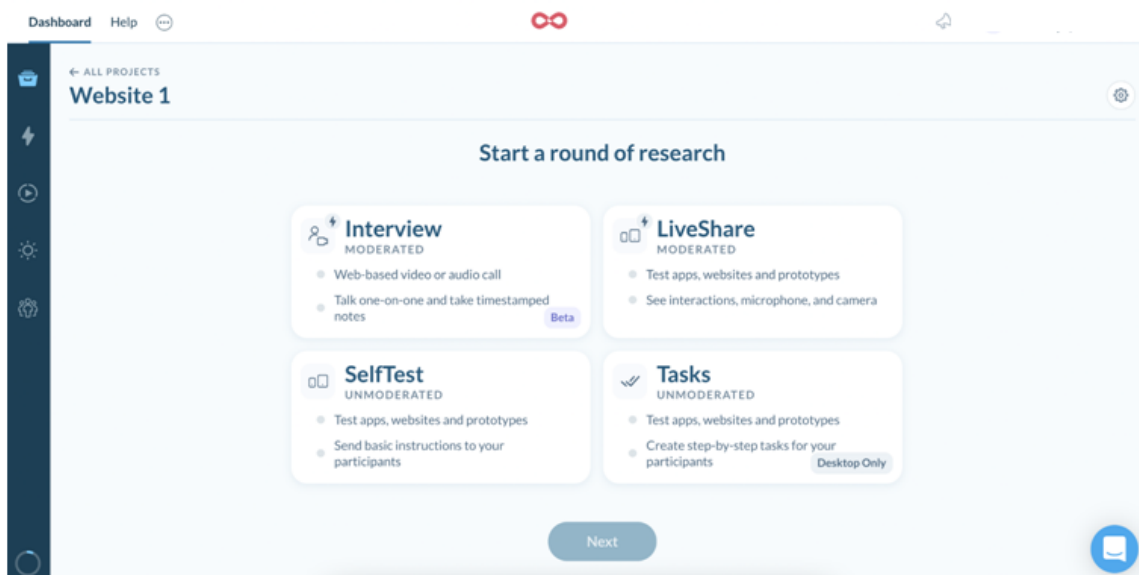 Dashboard Help
← ALL PROJECTS
Website 1
Start a round of research
Interview
MODERATED
Web-based video or audio call
Talk one-on-one and take timestamped
notes
Beta
LiveShare
MODERATED
Test apps, websites and prototypes
See interactions, microphone, and camera
SelfTest
UNMODERATED
Test apps, websites and prototypes
Send basic instructions to your
participants
Tasks
UNMODERATED
Test apps, websites and prototypes
Create step-by-step tasks for your
participants
Desktop Only
Next